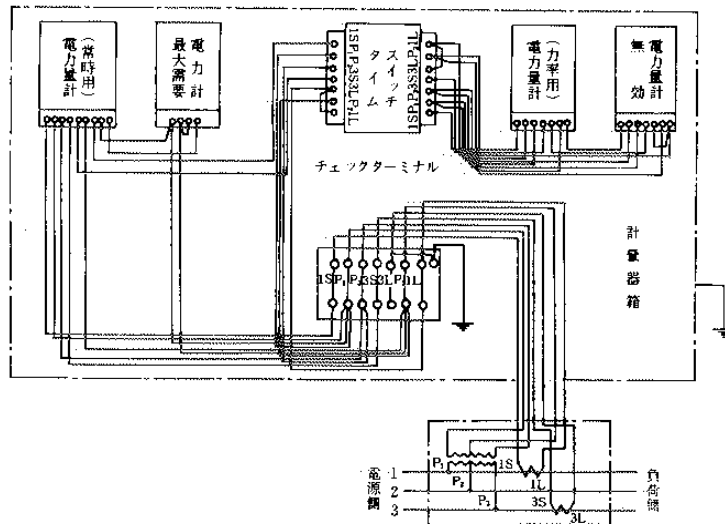 電力量計
（常時用）
電力計
最大需要
1SP₁P₂3S3LP₃1L
タイム
スイッチ
1SP₁P₂3S3LP₃1L
電力量計
（力率用）
無効
電力量計
チェックターミナル
計量器箱
1SP₁P₂3S3LP₃1L
電源側
1
2
3
P₁
P₂
P₃
1S
1L
3S
3L
負荷側